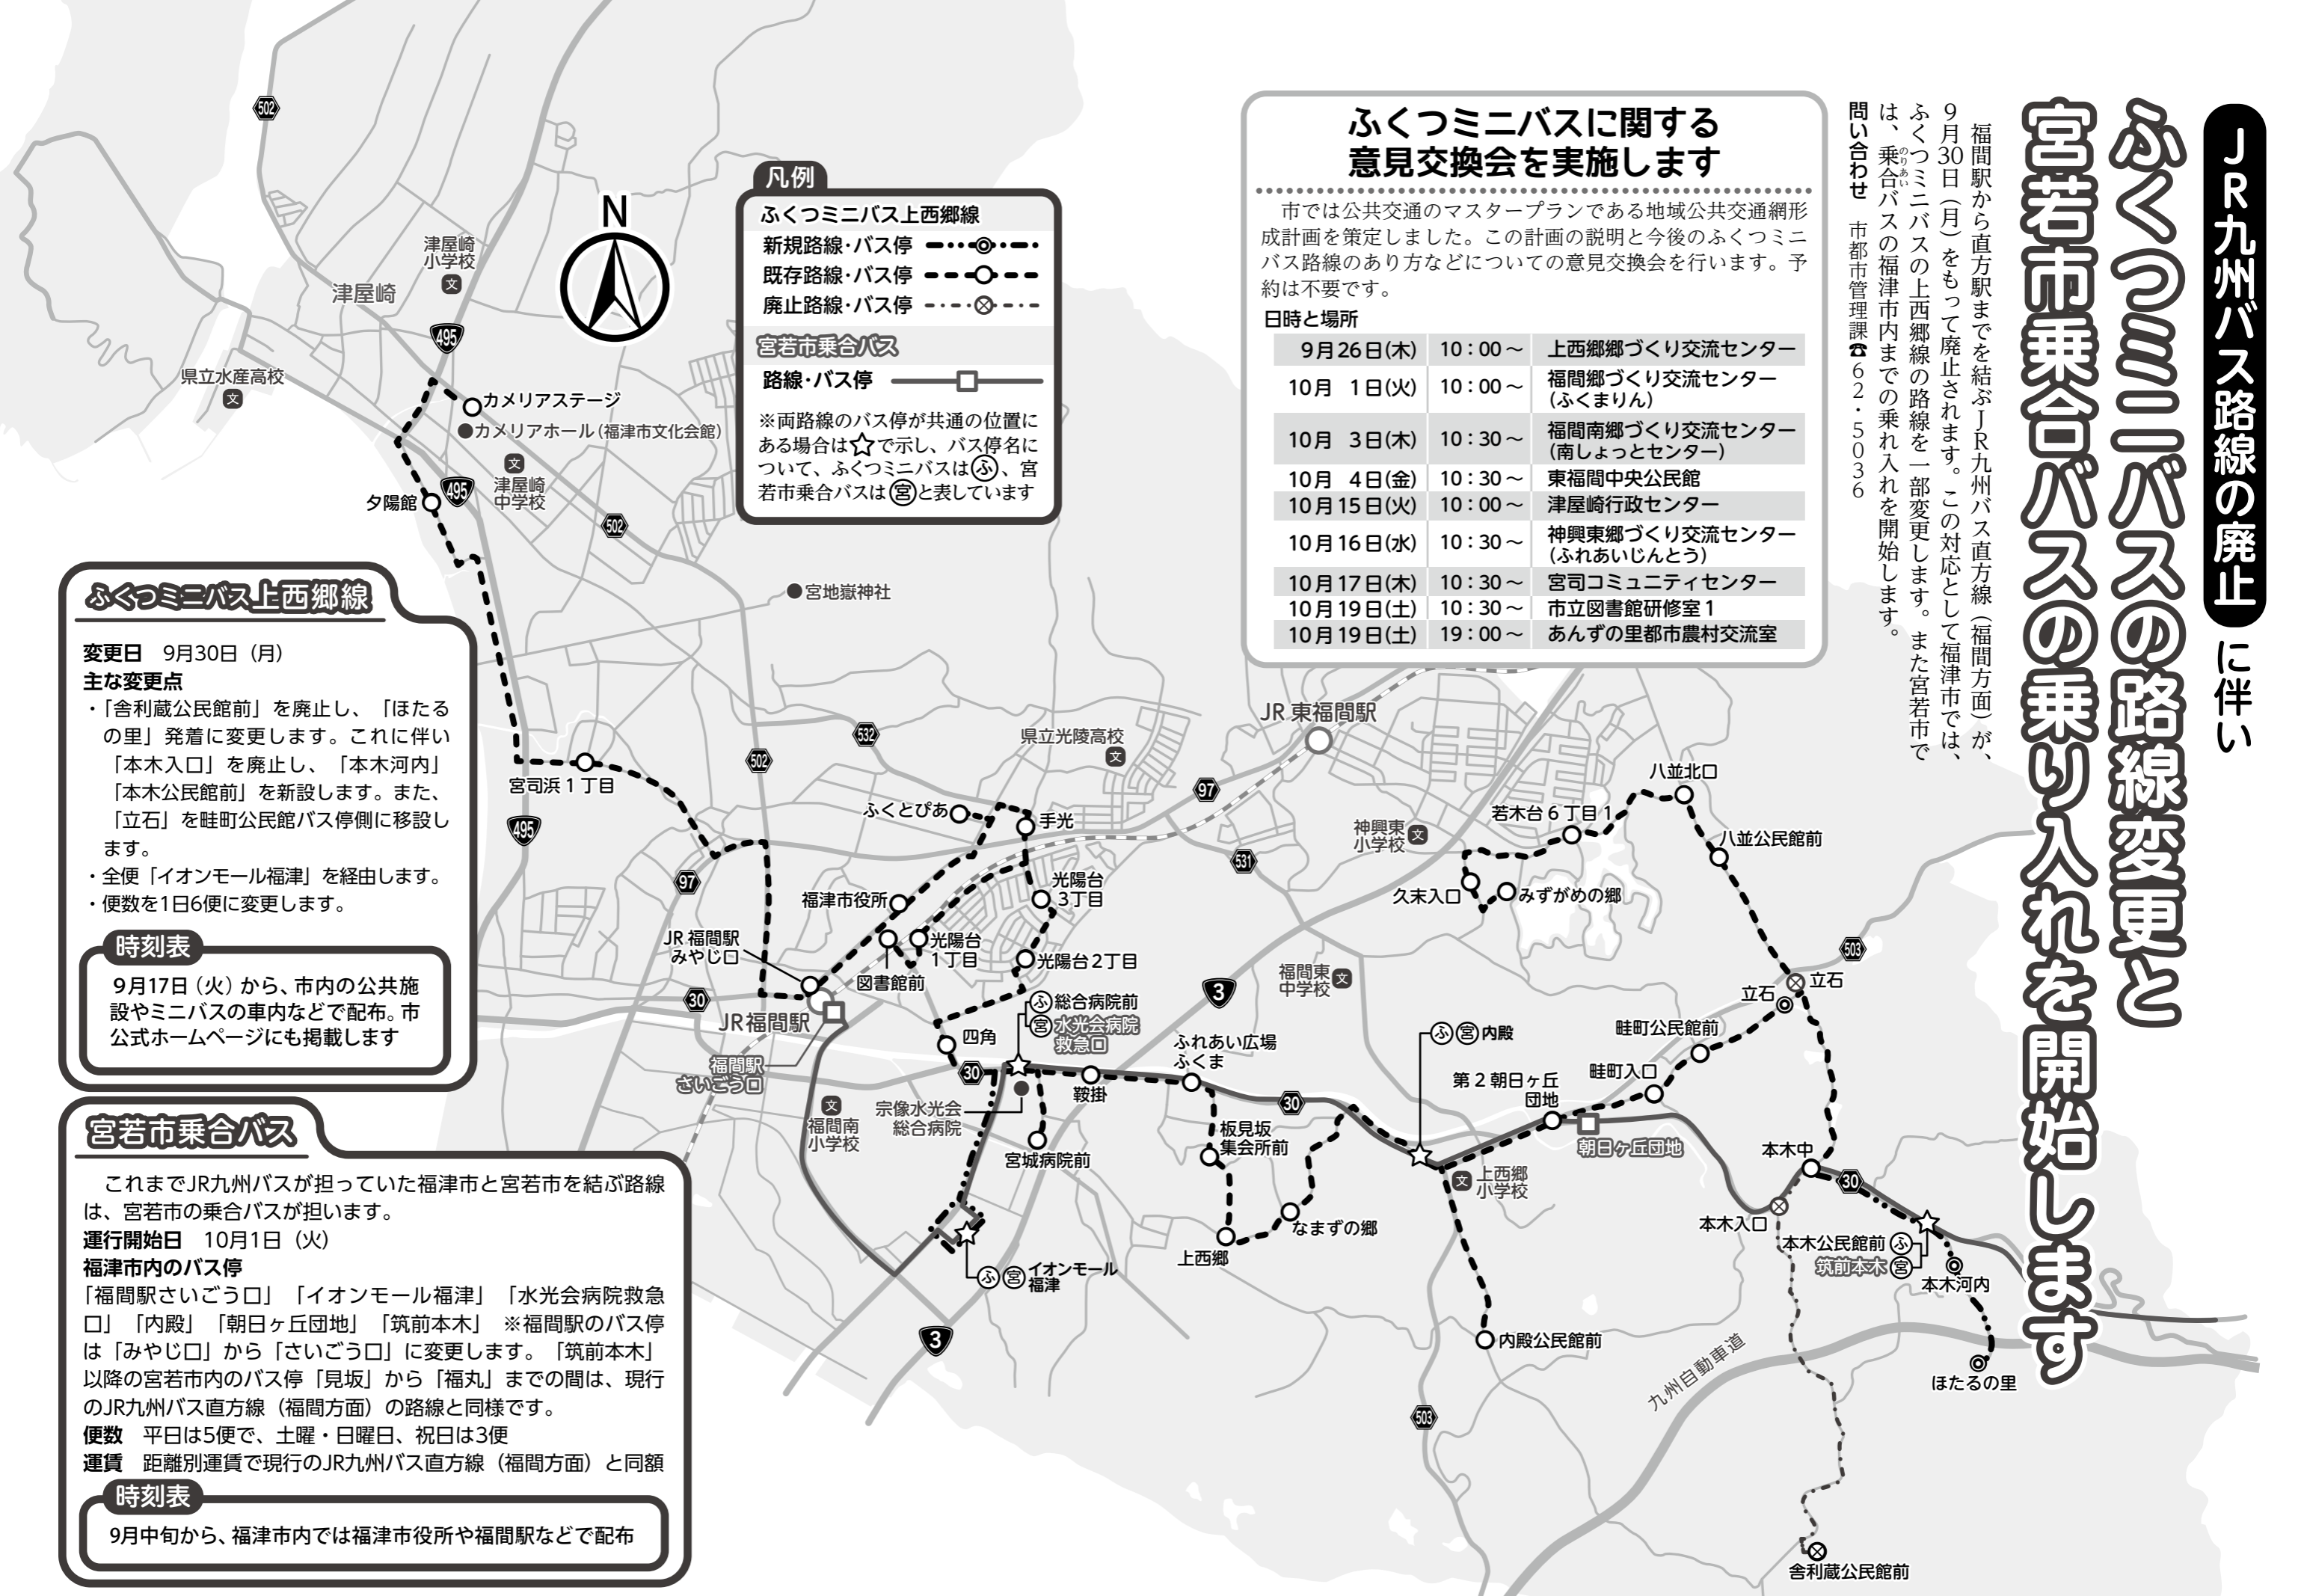 JR九州バス路線の廃止に伴い
ふくつミニバスの路線変更と
宮若市乗合バスの乗り入れを開始します
福間駅から直方駅までを結ぶJR九州バス直方線（福間方面）が、
9月30日（月）をもって廃止されます。この対応として福津市では、
ふくつミニバスの上西郷線の路線を一部変更します。また宮若市で
は、乗合バスの福津市内までの乗れ入れを開始します。
のりあい
問い合わせ　市都市管理課☎62・5036
ふくつミニバスに関する
意見交換会を実施します
市では公共交通のマスタープランである地域公共交通網形
成計画を策定しました。この計画の説明と今後のふくつミニ
バス路線のあり方などについての意見交換会を行います。予
約は不要です。
日時と場所
9月26日(木) 10：00～ 上西郷郷づくり交流センター
10月 1日(火) 10：00～ 福間郷づくり交流センター
(ふくまりん)
10月 3日(木) 10：30～ 福間南郷づくり交流センター
(南しょっとセンター)
10月 4日(金) 10：30～ 東福間中央公民館
10月15日(火) 10：00～ 津屋崎行政センター
10月16日(水) 10：30～ 神興東郷づくり交流センター
(ふれあいじんとう)
10月17日(木) 10：30～ 宮司コミュニティセンター
10月19日(土) 10：30～ 市立図書館研修室1
10月19日(土) 19：00～ あんずの里都市農村交流室
凡例
ふくつミニバス上西郷線
新規路線・バス停
既存路線・バス停
廃止路線・バス停
宮若市乗合バス
路線・バス停
※両路線のバス停が共通の位置に
ある場合は☆で示し、バス停名に
ついて、ふくつミニバスは㋫、宮
若市乗合バスは宮と表しています
N
ふくつミニバス上西郷線
変更日　9月30日（月）
主な変更点
・「舎利蔵公民館前」を廃止し、「ほたる
の里」発着に変更します。これに伴い
「本木入口」を廃止し、「本木河内」
「本木公民館前」を新設します。また、
「立石」を畦町公民館バス停側に移設し
ます。
・全便「イオンモール福津」を経由します。
・便数を1日6便に変更します。
時刻表
9月17日（火）から、市内の公共施
設やミニバスの車内などで配布。市
公式ホームページにも掲載します
宮若市乗合バス
これまでJR九州バスが担っていた福津市と宮若市を結ぶ路線
は、宮若市の乗合バスが担います。
運行開始日　10月1日（火）
福津市内のバス停
「福間駅さいごう口」「イオンモール福津」「水光会病院救急
口」「内殿」「朝日ヶ丘団地」「筑前本木」※福間駅のバス停
は「みやじ口」から「さいごう口」に変更します。「筑前本木」
以降の宮若市内のバス停「見坂」から「福丸」までの間は、現行
のJR九州バス直方線（福間方面）の路線と同様です。
便数　平日は5便で、土曜・日曜日、祝日は3便
運賃　距離別運賃で現行のJR九州バス直方線（福間方面）と同額
時刻表
9月中旬から、福津市内では福津市役所や福間駅などで配布
502
津屋崎
小学校
文
津屋崎
495
県立水産高校
文
カメリアステージ
カメリアホール（福津市文化会館）
文
津屋崎
中学校
495
夕陽館
502
宮地嶽神社
宮司浜1丁目
495
502
532
97
県立光陵高校
文
JR東福間駅
97
ふくとぴあ
手光
531
神興東
小学校
文
若木台6丁目1
八並北口
八並公民館前
久末入口
みずがめの郷
光陽台
3丁目
福津市役所
JR福間駅
みやじ口
光陽台
1丁目
図書館前
光陽台2丁目
福間東
中学校
文
503
3
30
立石
立石
JR福間駅
㋫総合病院前
宮水光会病院
救急口
四角
福間駅
さいごう口
30
ふれあい広場
ふくま
鞍掛
㋫宮内殿
畦町公民館前
畦町入口
第2朝日ヶ丘
団地
30
文
福間南
小学校
宗像水光会
総合病院
板見坂
集会所前
宮城病院前
朝日ヶ丘団地
本木中
30
文
上西郷
小学校
本木入口
なまずの郷
上西郷
㋫宮イオンモール
福津
本木公民館前㋫
筑前本木宮
本木河内
3
内殿公民館前
九州自動車道
ほたるの里
503
舎利蔵公民館前